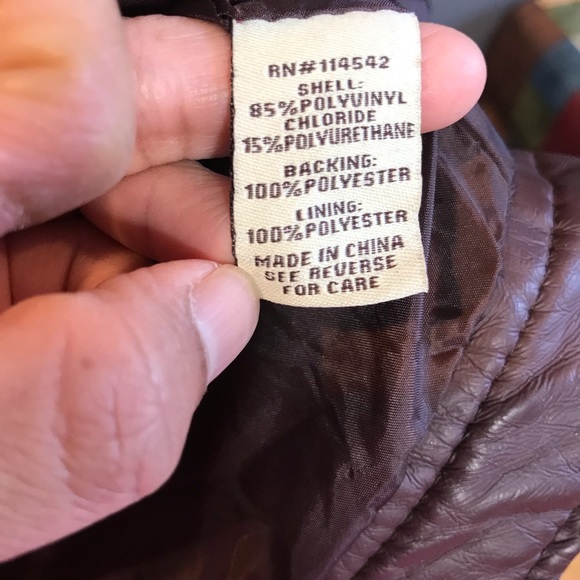 RN#114542
SHELL:
85%POLYVINYL
CHLORIDE
15%POLYURETHANE
BACKING:
100%POLYESTER
LINING:
100%POLYESTER
MADE IN CHINA
SEE REVERSE
FOR CARE